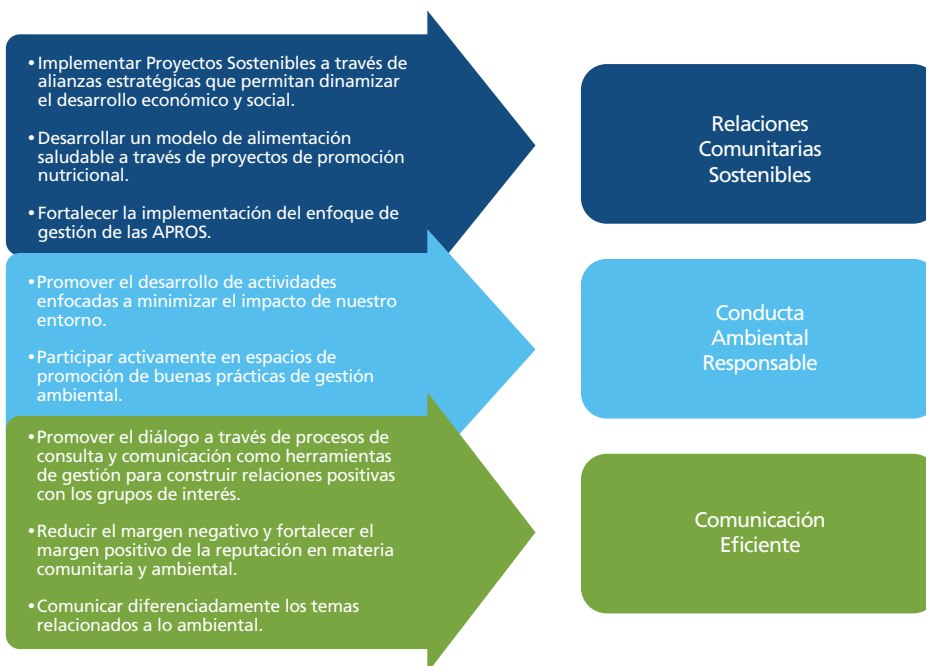 • Implementar Proyectos Sostenibles a través de
alianzas estratégicas que permitan dinamizar
el desarrollo económico y social.
• Desarrollar un modelo de alimentación
saludable a través de proyectos de promoción
nutricional.
• Fortalecer la implementación del enfoque de
gestión de las APROS.
Relaciones
Comunitarias
Sostenibles
• Promover el desarrollo de actividades
enfocadas a minimizar el impacto de nuestro
entorno.
• Participar activamente en espacios de
promoción de buenas prácticas de gestión
ambiental.
Conducta
Ambiental
Responsable
• Promover el diálogo a través de procesos de
consulta y comunicación como herramientas
de gestión para construir relaciones positivas
con los grupos de interés.
• Reducir el margen negativo y fortalecer el
margen positivo de la reputación en materia
comunitaria y ambiental.
• Comunicar diferenciadamente los temas
relacionados a lo ambiental.
Comunicación
Eficiente